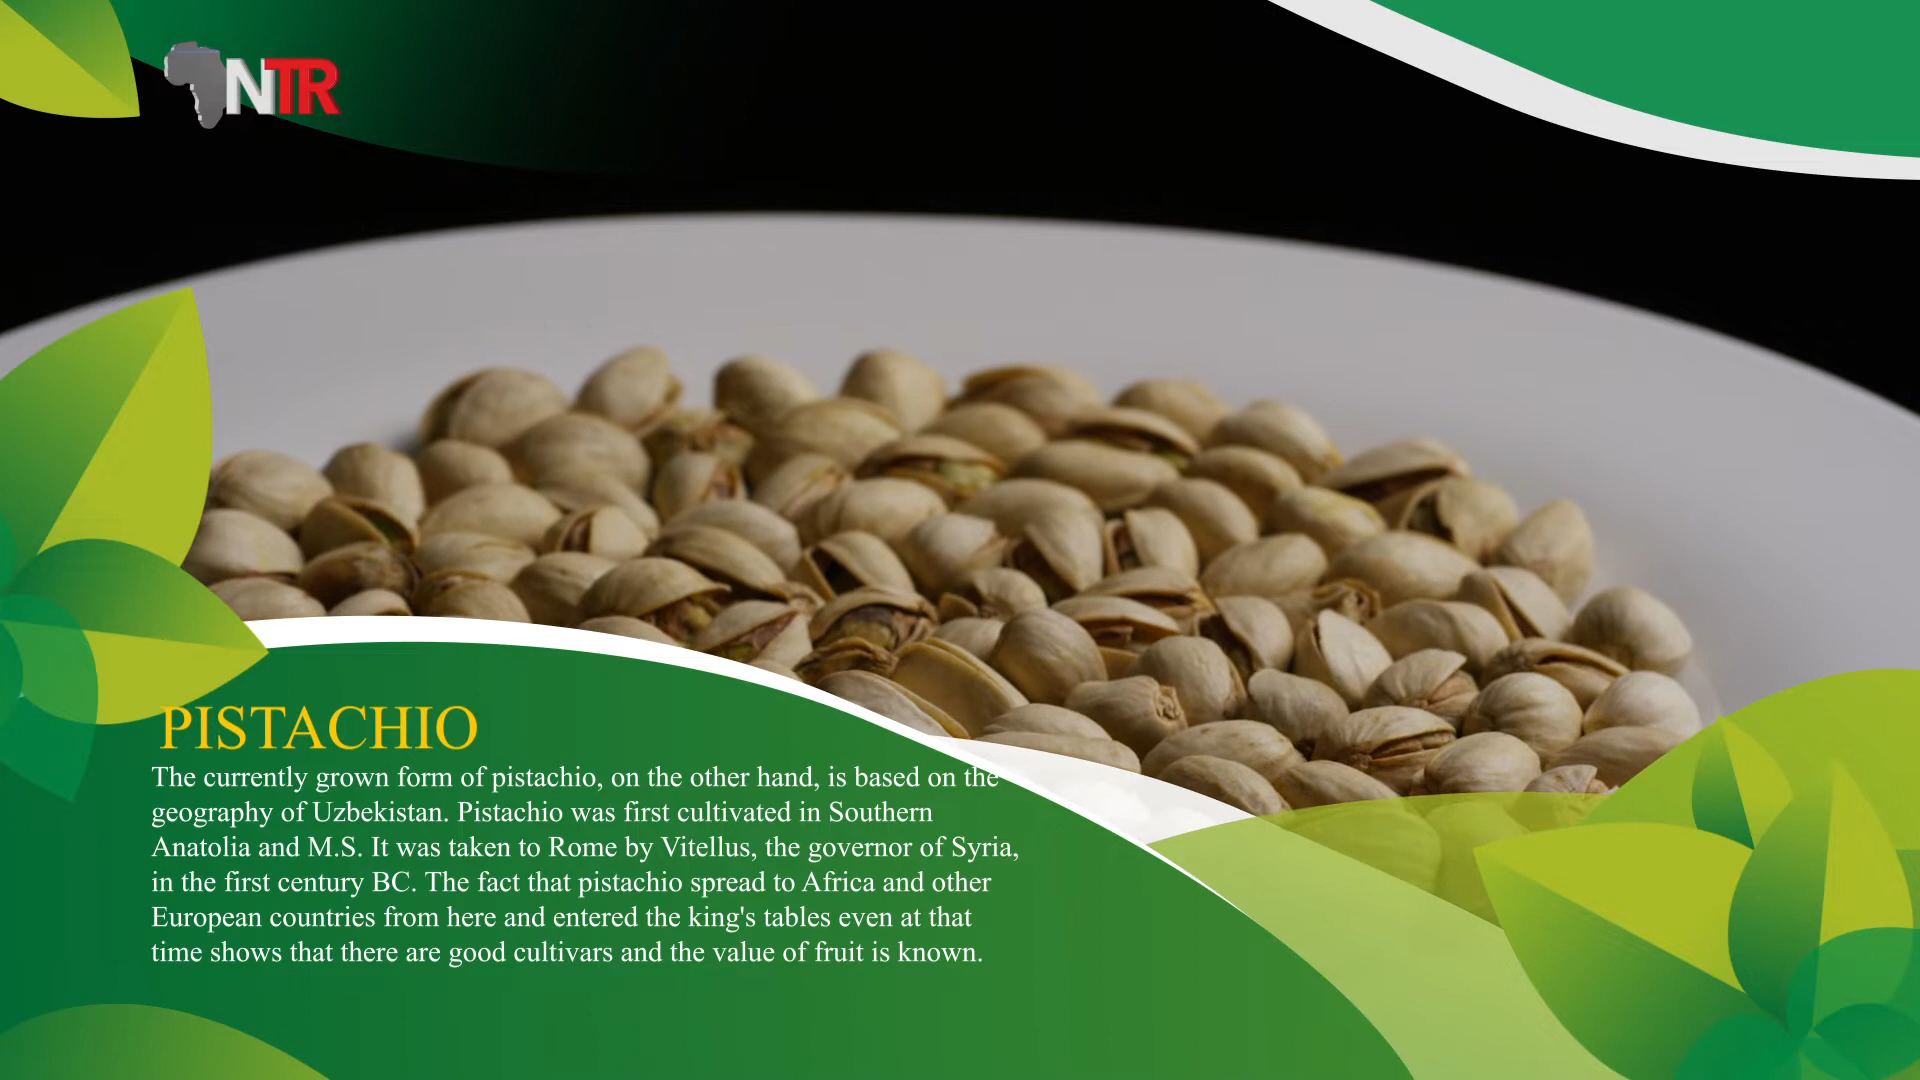 NTR
PISTACHIO
The currently grown form of pistachio, on the other hand, is based on the
geography of Uzbekistan. Pistachio was first cultivated in Southern
Anatolia and M.S. It was taken to Rome by Vitellus, the governor of Syria,
in the first century BC. The fact that pistachio spread to Africa and other
European countries from here and entered the king's tables even at that
time shows that there are good cultivars and the value of fruit is known.